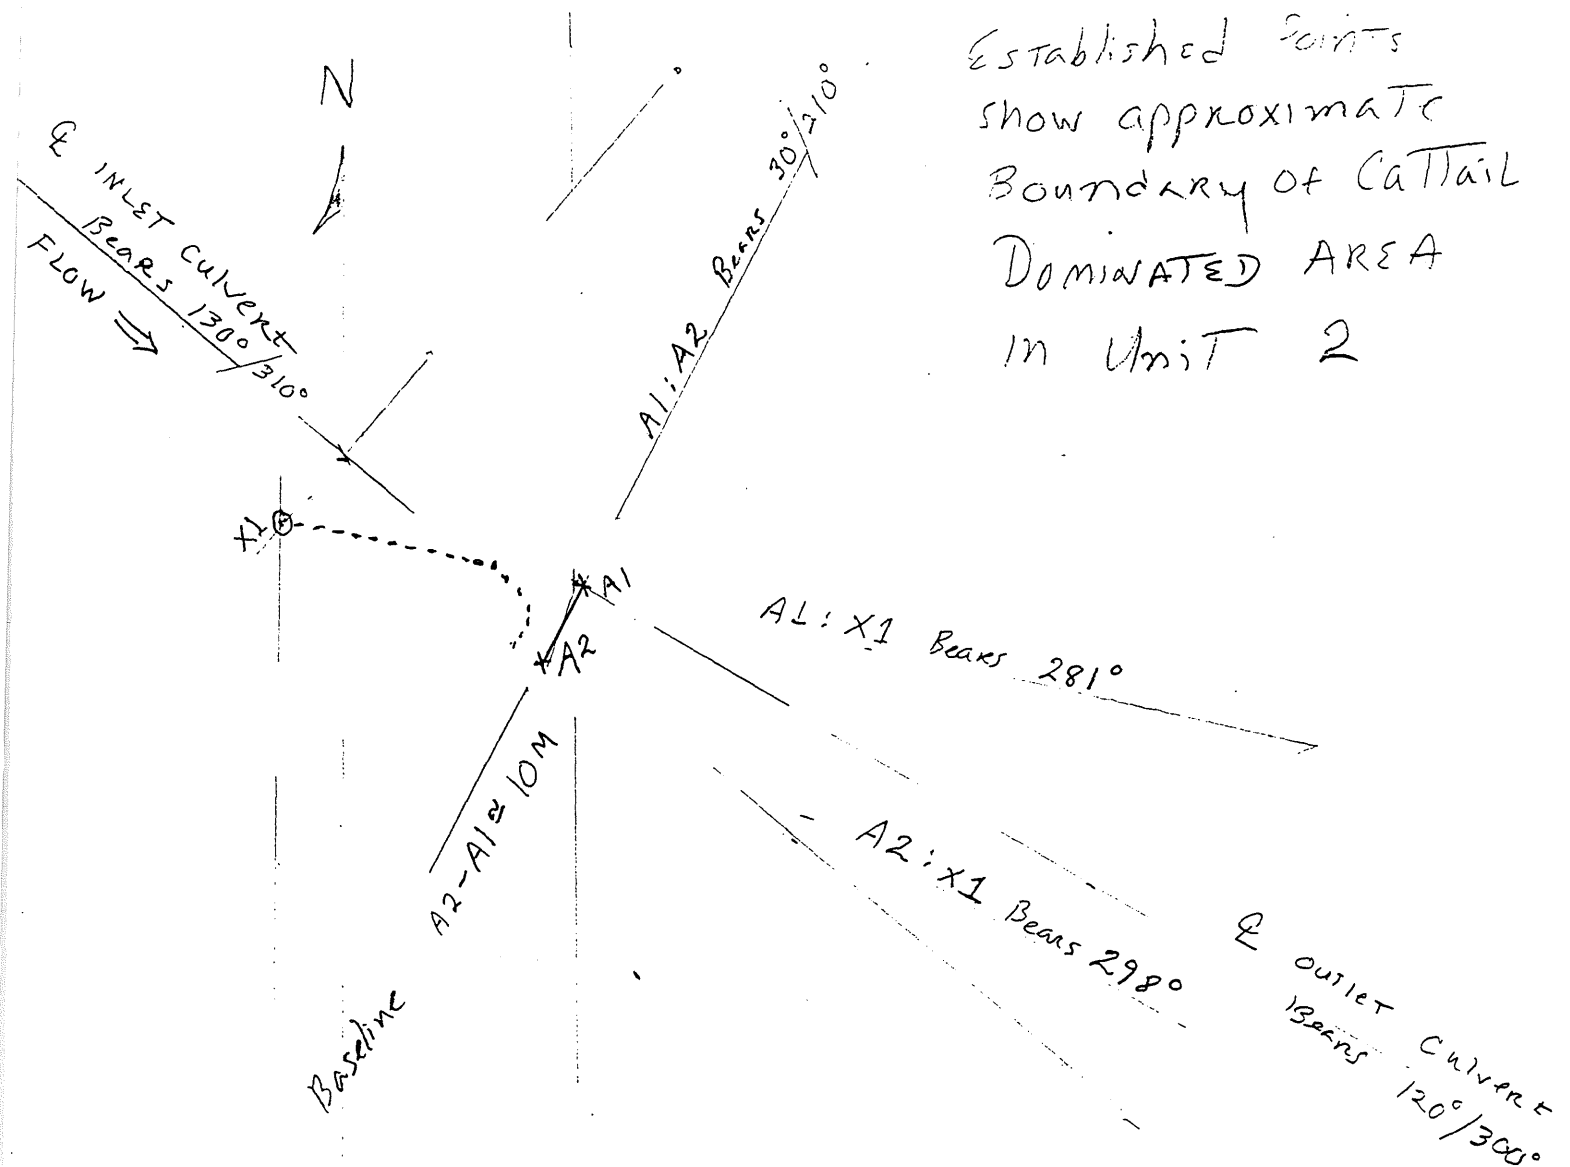 Established Points
show approximate
Boundary of Cattail
Dominated AREA
in Unit 2
N
℄ INLET Culvert
Bears 130°/310°
FLOW ⇒
A1: A2 Bears 30°/210°
X1
A1
A2
A1: X1 Bears 281°
A2-A1 ≅ 10M
A2: X1 Bears 298°
Baseline
℄ outlet Culvert
Bears 120°/300°